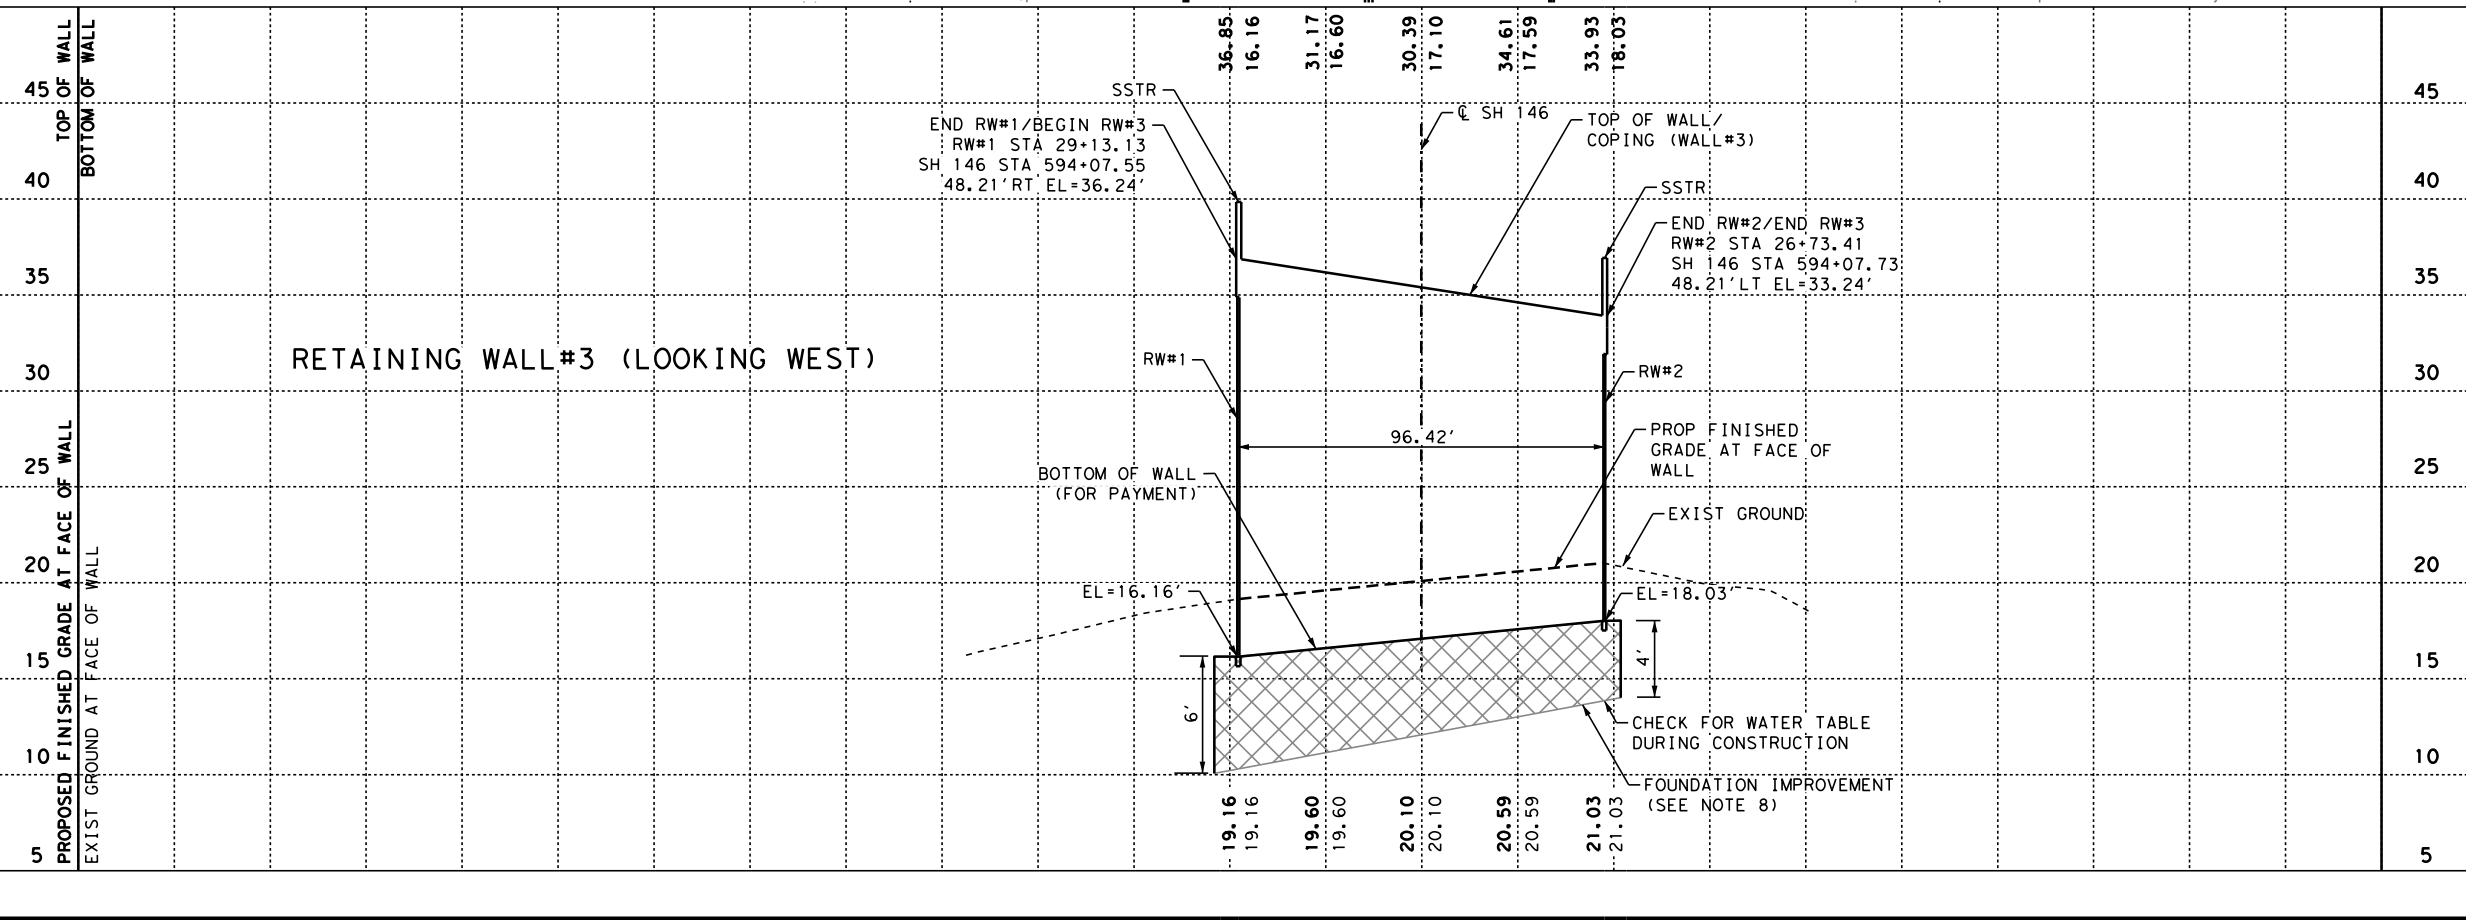 TOP OF WALL
BOTTOM OF WALL
36.85
16.16
31.17
16.60
30.39
17.10
34.61
17.59
33.93
18.03
45
45
SSTR
END RW#1/BEGIN RW#3
RW#1 STA 29+13.13
SH 146 STA 594+07.55
48.21'RT EL=36.24'
℄ SH 146
TOP OF WALL/
COPING (WALL#3)
40
40
SSTR
END RW#2/END RW#3
RW#2 STA 26+73.41
SH 146 STA 594+07.73
48.21'LT EL=33.24'
35
35
RETAINING WALL#3 (LOOKING WEST)
RW#1
RW#2
30
30
96.42'
PROP FINISHED
GRADE AT FACE OF
WALL
25
25
BOTTOM OF WALL
(FOR PAYMENT)
EXIST GROUND
20
20
EL=16.16'
EL=18.03'
15
15
4'
6'
CHECK FOR WATER TABLE
DURING CONSTRUCTION
10
10
FOUNDATION IMPROVEMENT
(SEE NOTE 8)
PROPOSED FINISHED GRADE AT FACE OF WALL
EXIST GROUND AT FACE OF WALL
19.16
19.16
19.60
19.60
20.10
20.10
20.59
20.59
21.03
21.03
5
5